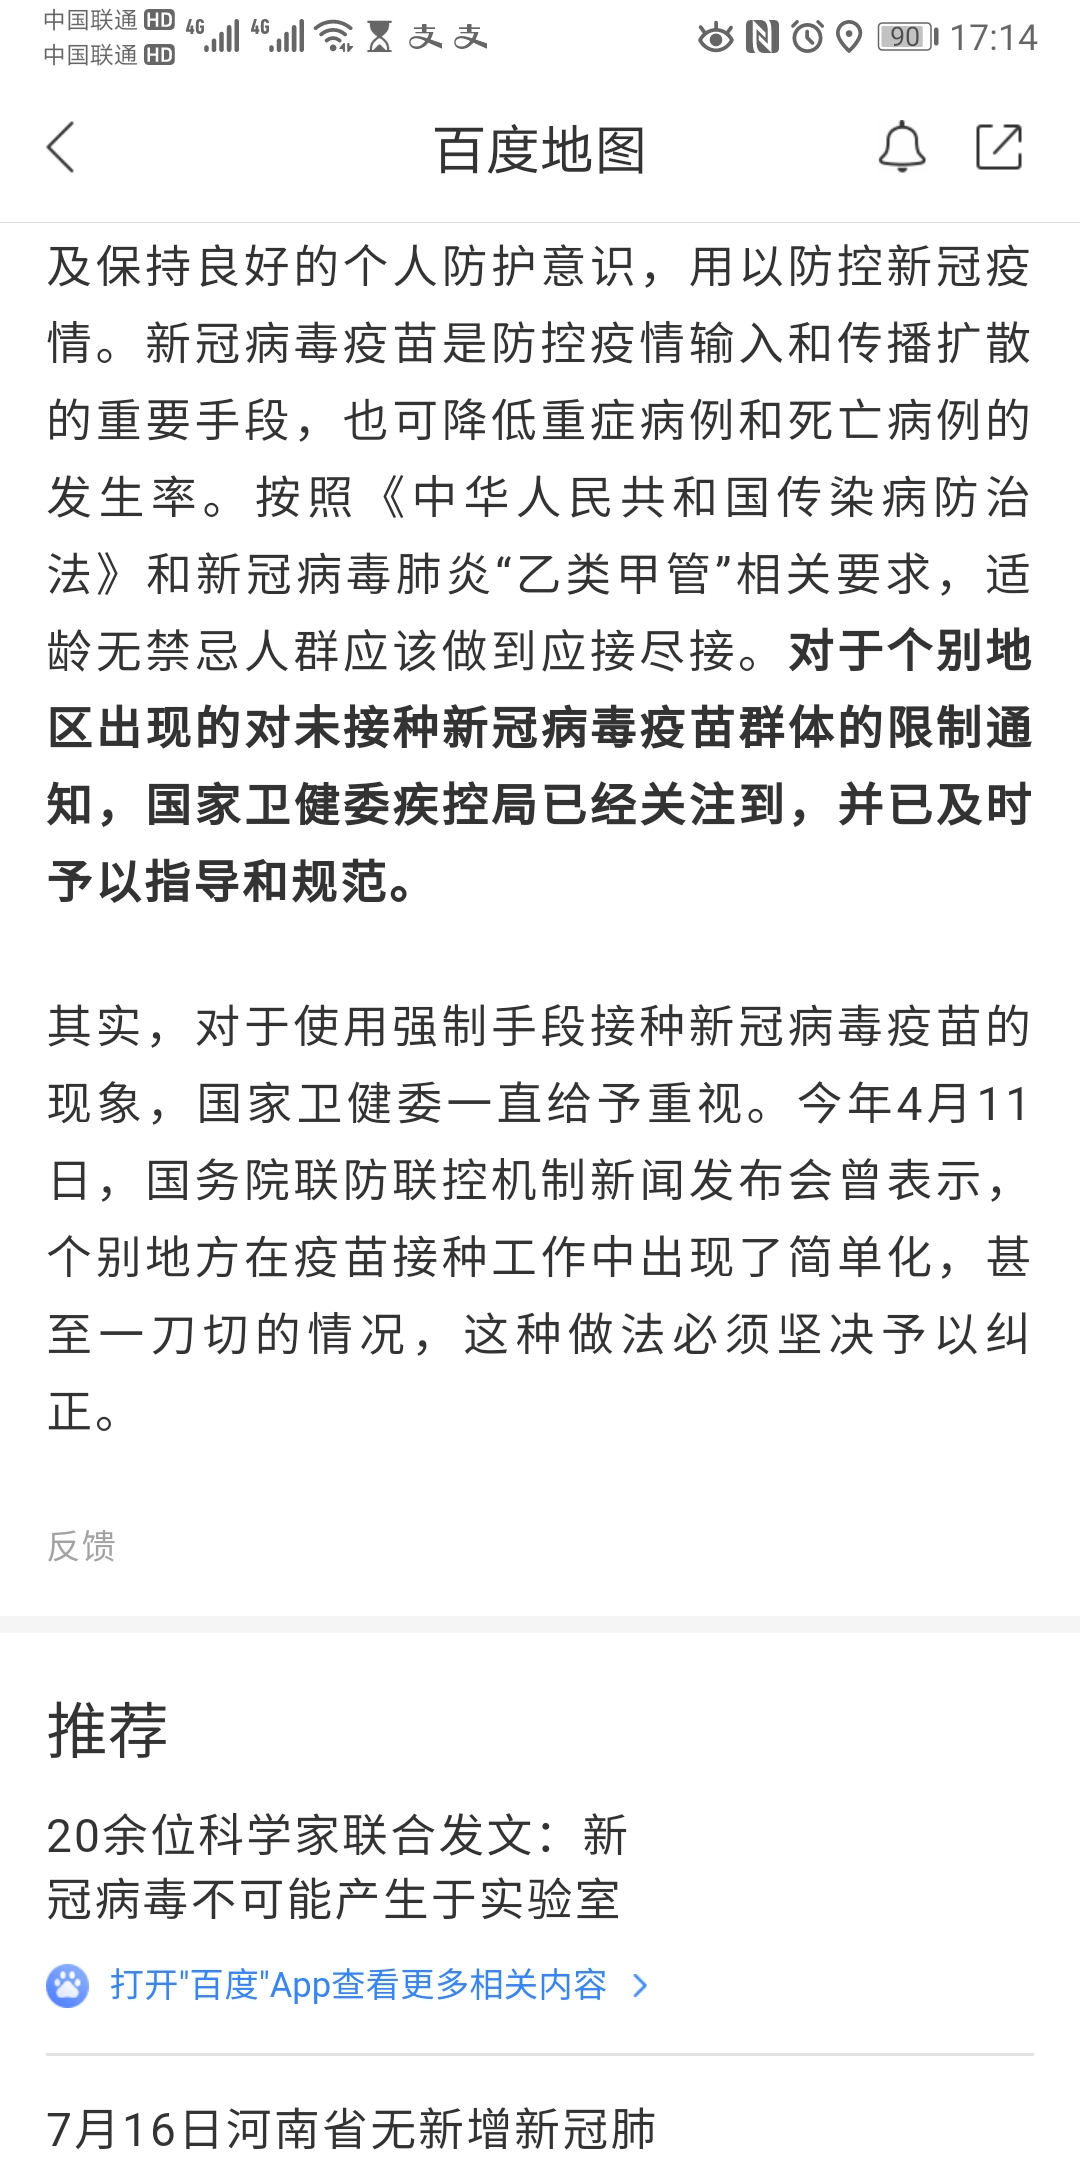 中国联通 HD 4G 4G 支 支 90 17:14
中国联通 HD
百度地图
及保持良好的个人防护意识，用以防控新冠疫
情。新冠病毒疫苗是防控疫情输入和传播扩散
的重要手段，也可降低重症病例和死亡病例的
发生率。按照《中华人民共和国传染病防治
法》和新冠病毒肺炎“乙类甲管”相关要求，适
龄无禁忌人群应该做到应接尽接。对于个别地
区出现的对未接种新冠病毒疫苗群体的限制通
知，国家卫健委疾控局已经关注到，并已及时
予以指导和规范。
其实，对于使用强制手段接种新冠病毒疫苗的
现象，国家卫健委一直给予重视。今年4月11
日，国务院联防联控机制新闻发布会曾表示，
个别地方在疫苗接种工作中出现了简单化，甚
至一刀切的情况，这种做法必须坚决予以纠
正。
反馈
推荐
20余位科学家联合发文：新
冠病毒不可能产生于实验室
打开"百度"App查看更多相关内容
7月16日河南省无新增新冠肺